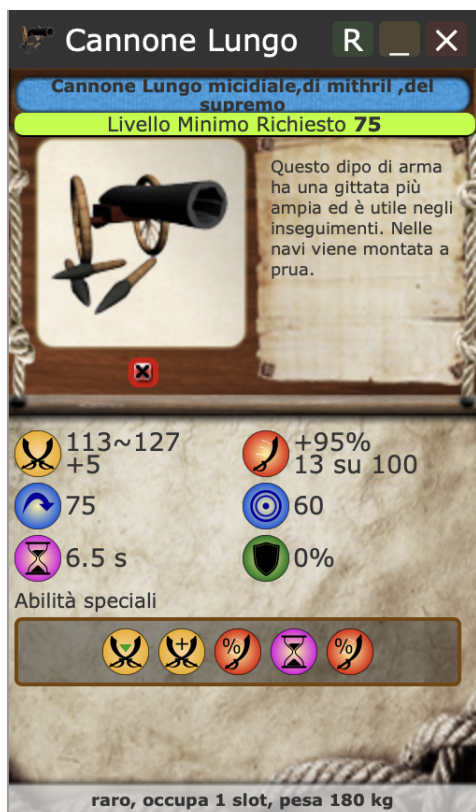 Cannone Lungo R _ X
Cannone Lungo micidiale,di mithril ,del
supremo
Livello Minimo Richiesto 75
Questo dipo di arma
ha una gittata più
ampia ed è utile negli
inseguimenti. Nelle
navi viene montata a
prua.
113~127
+5
+95%
13 su 100
75
60
6.5 s
0%
Abilità speciali
+ % %
raro, occupa 1 slot, pesa 180 kg